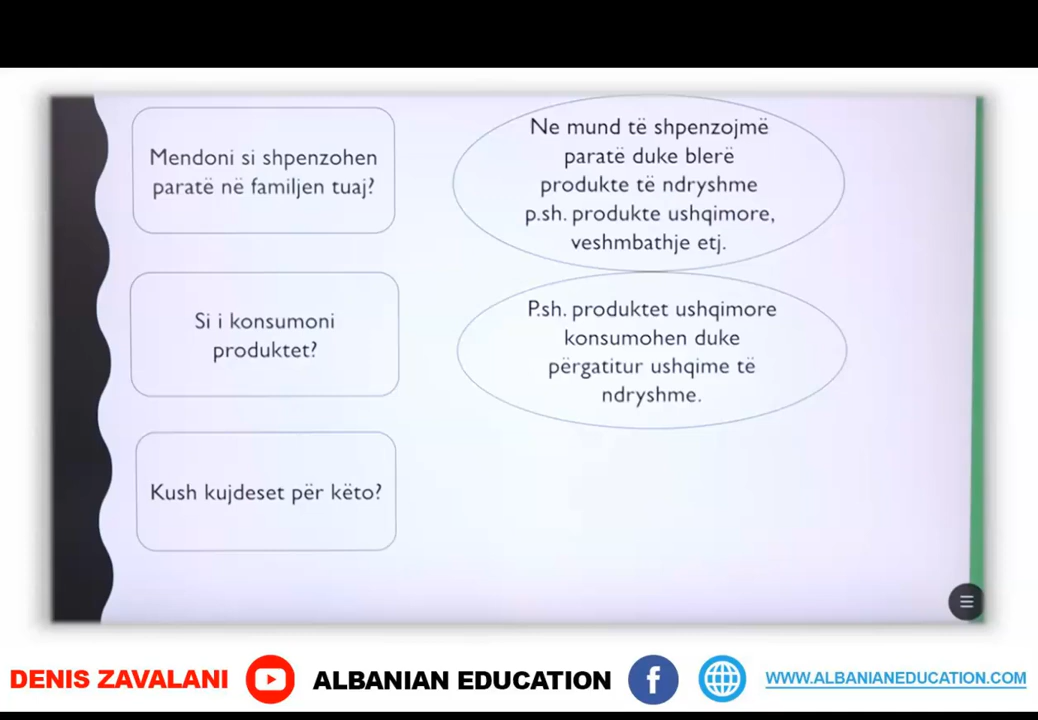 Mendoni si shpenzohen
paratë në familjen tuaj?
Ne mund të shpenzojmë
paratë duke blerë
produkte të ndryshme
p.sh. produkte ushqimore,
veshmbathje etj.
Si i konsumoni
produktet?
P.sh. produktet ushqimore
konsumohen duke
përgatitur ushqime të
ndryshme.
Kush kujdeset për këto?
DENIS ZAVALANI
ALBANIAN EDUCATION
f
WWW.ALBANIANEDUCATION.COM